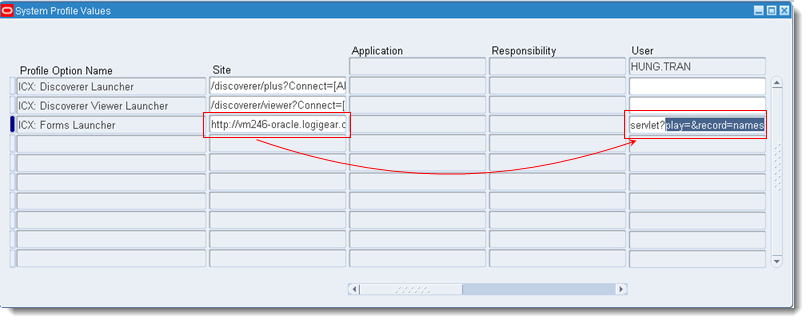 System Profile Values
Application Responsibility User
Profile Option Name Site HUNG.TRAN
ICX: Discoverer Launcher /discoverer/plus?Connect=[Al
ICX: Discoverer Viewer Launcher /discoverer/viewer?Connect=[
ICX: Forms Launcher http://vm246-oracle.logigear.c servlet?play=&record=names